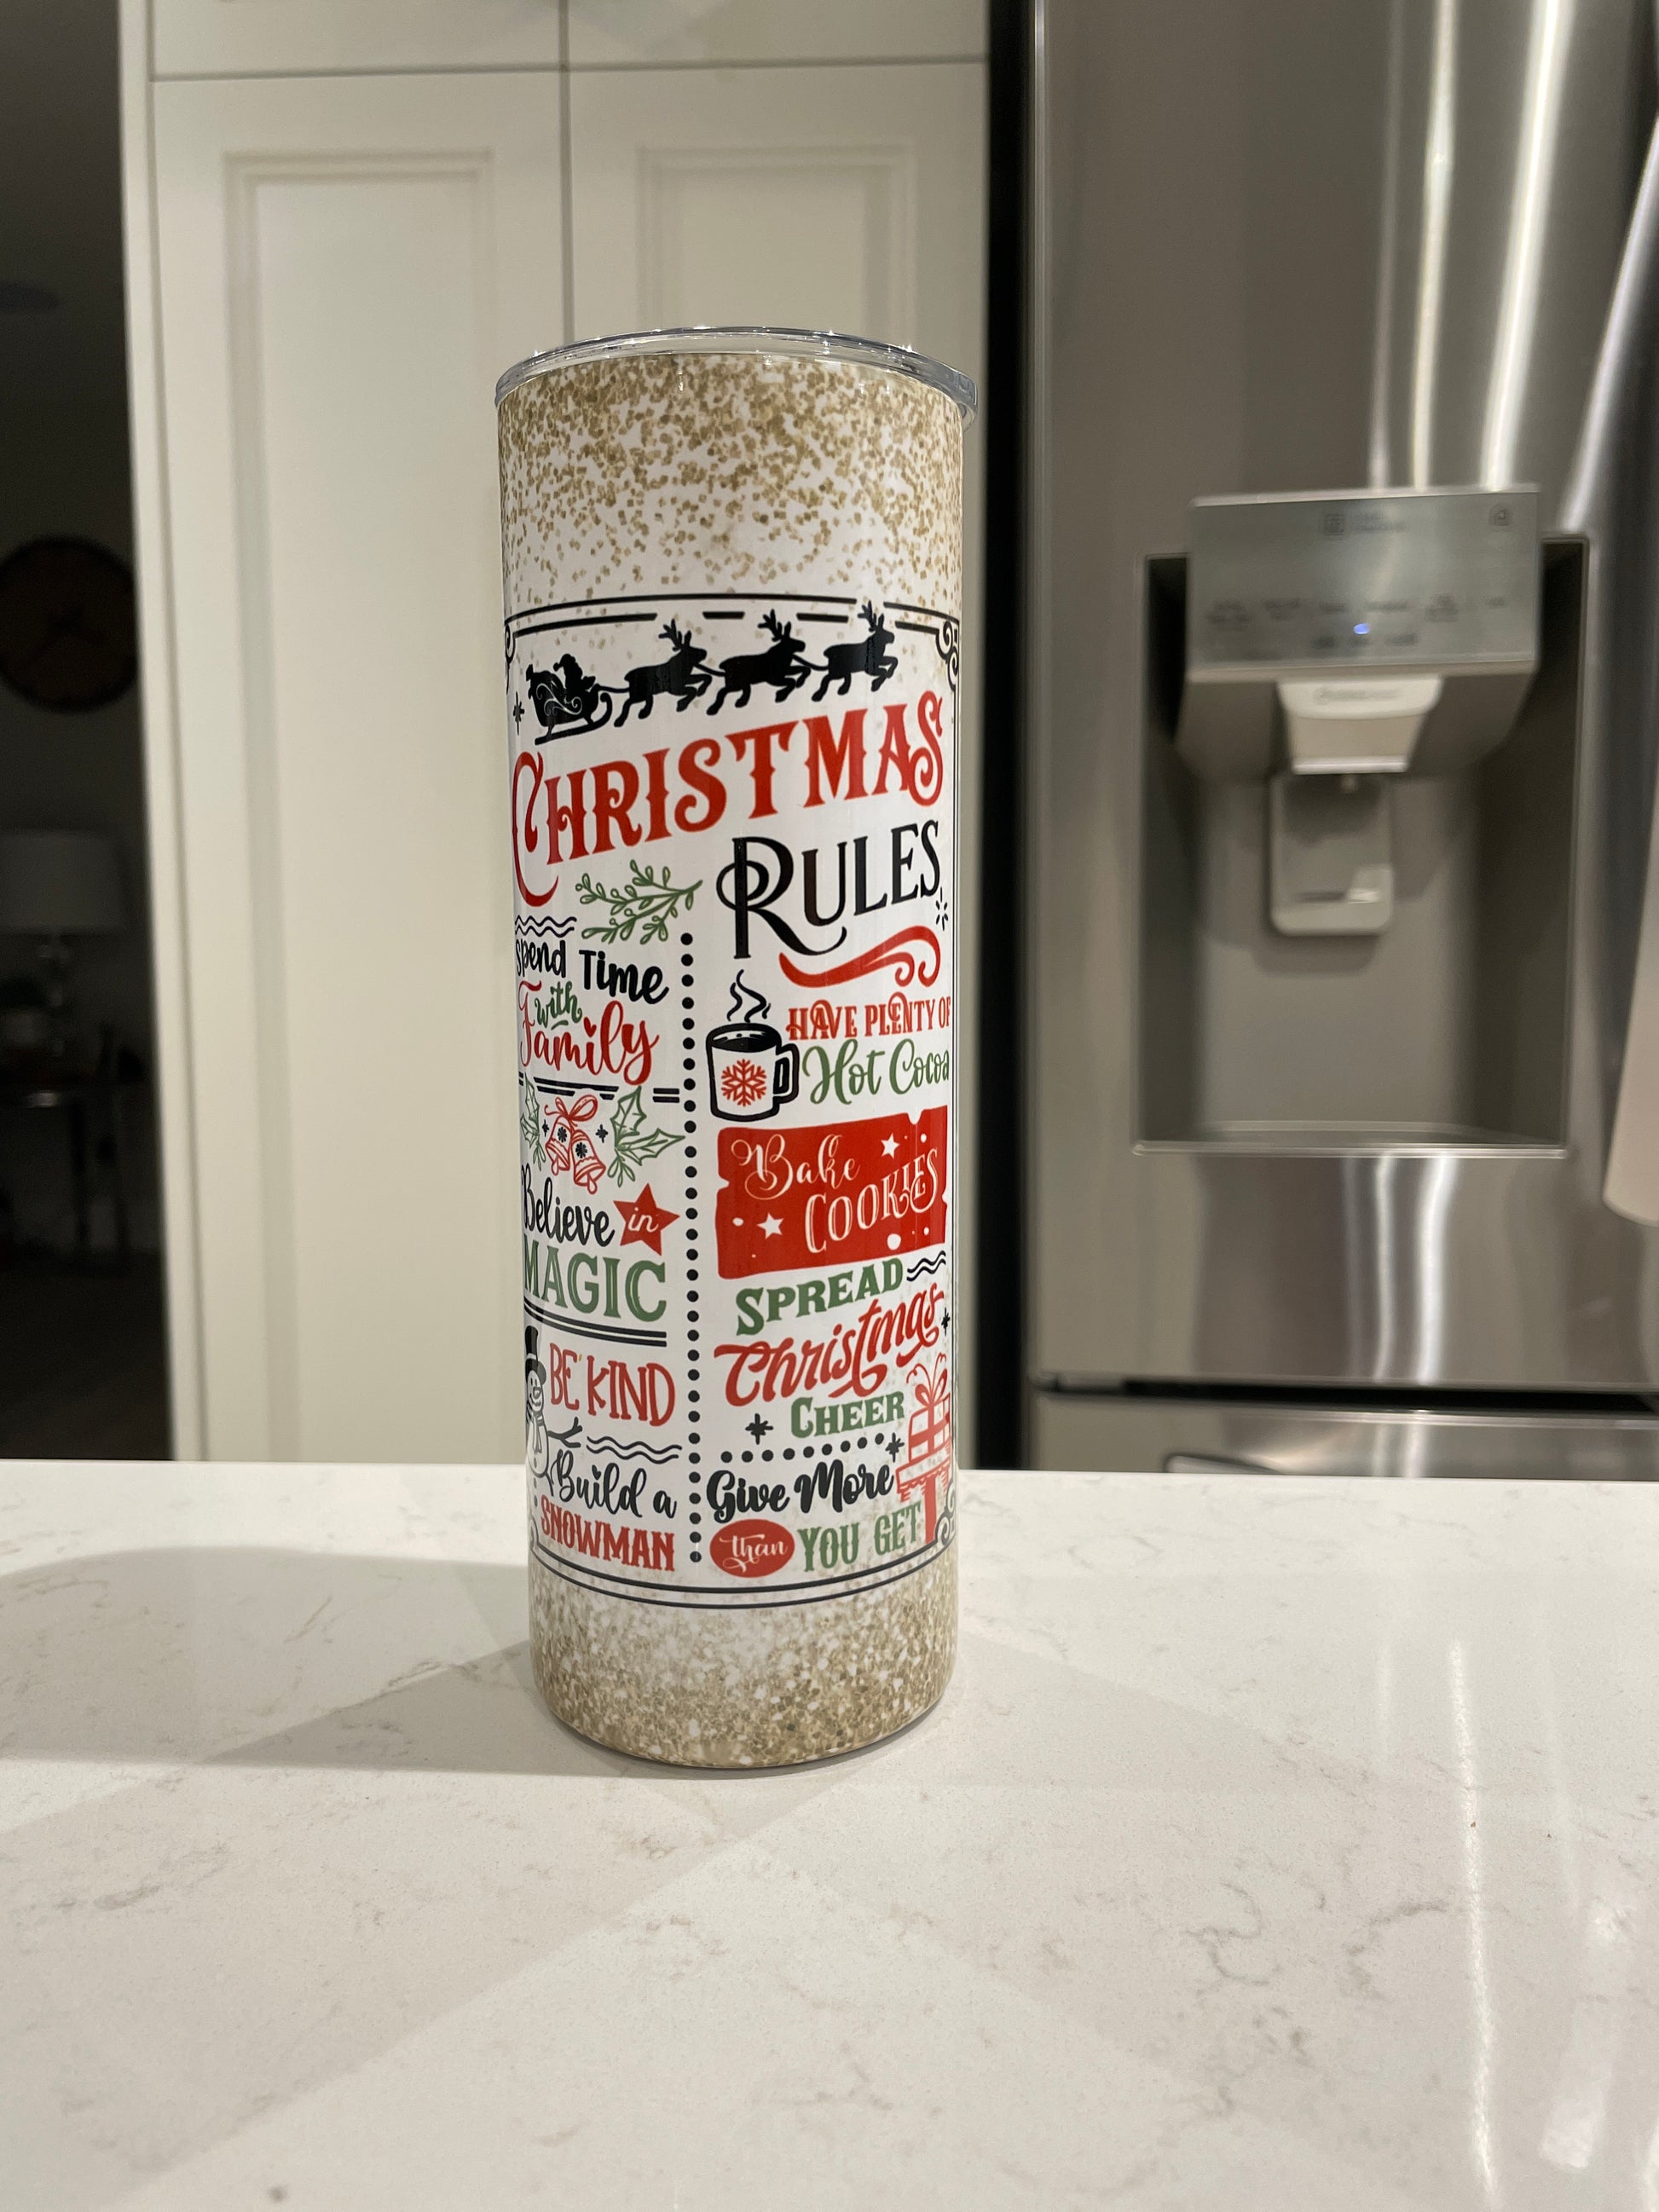 CHRISTMAS
RULES
Spend Time
with
Family
Believe in
MAGIC
BE KIND
Build a
SNOWMAN
HAVE PLENTY OF
Hot Cocoa
Bake
COOKIES
SPREAD
Christmas
CHEER
Give More
than YOU GET